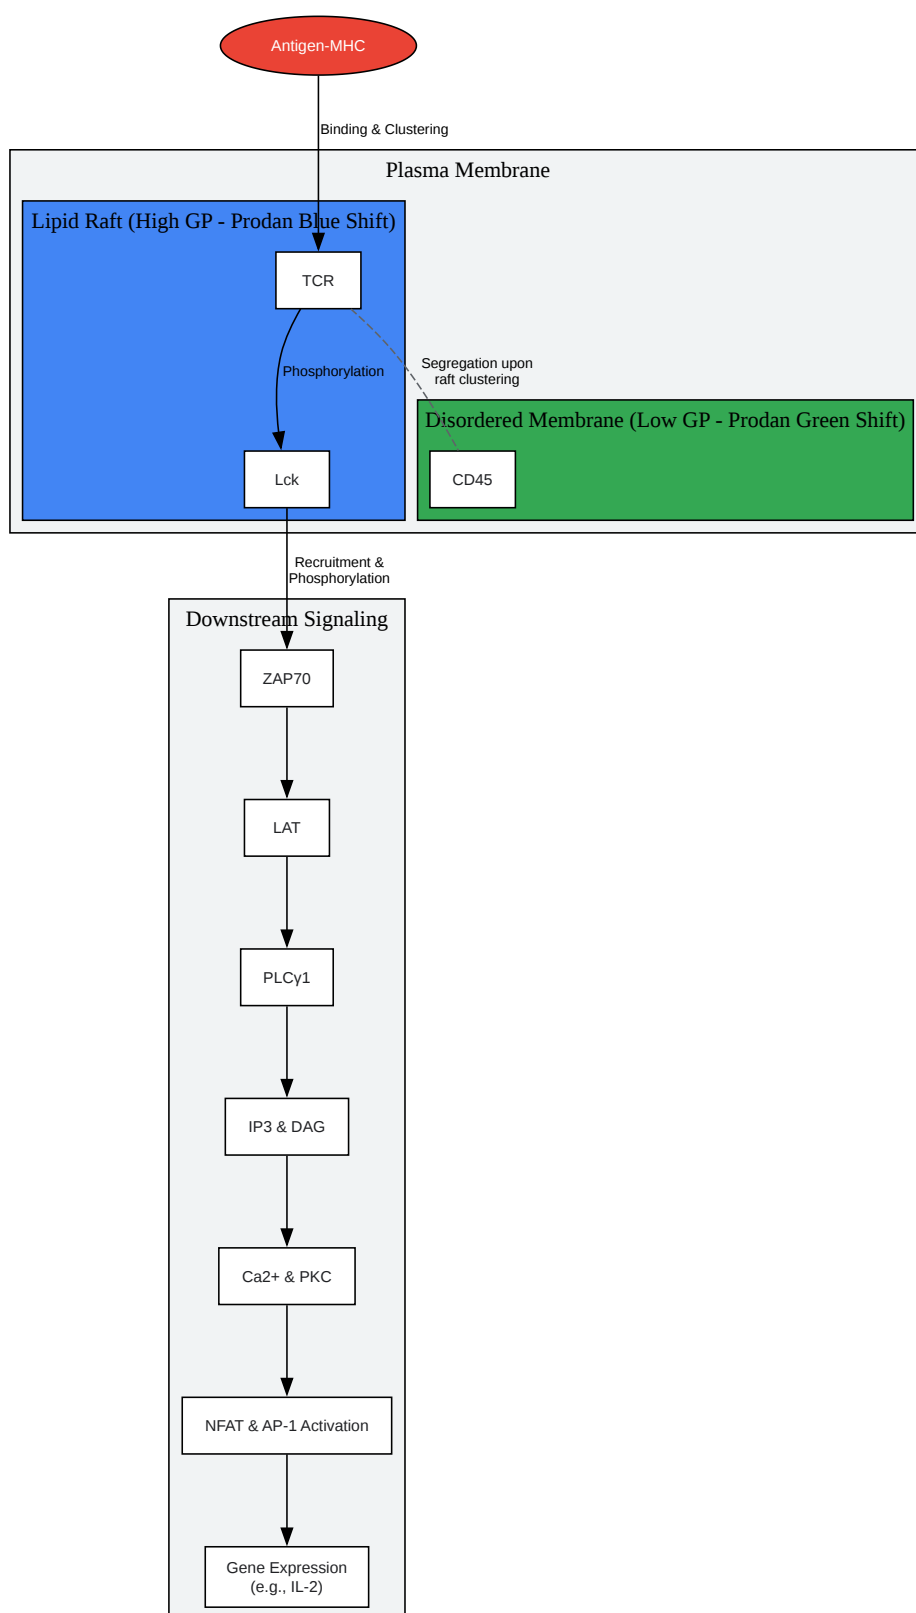 Antigen-MHC
Binding & Clustering
Plasma Membrane
Lipid Raft (High GP - Prodan Blue Shift)
TCR
Phosphorylation
Segregation upon
raft clustering
Disordered Membrane (Low GP - Prodan Green Shift)
Lck
CD45
Recruitment &
Phosphorylation
Downstream Signaling
ZAP70
LAT
PLCγ1
IP3 & DAG
Ca2+ & PKC
NFAT & AP-1 Activation
Gene Expression
(e.g., IL-2)